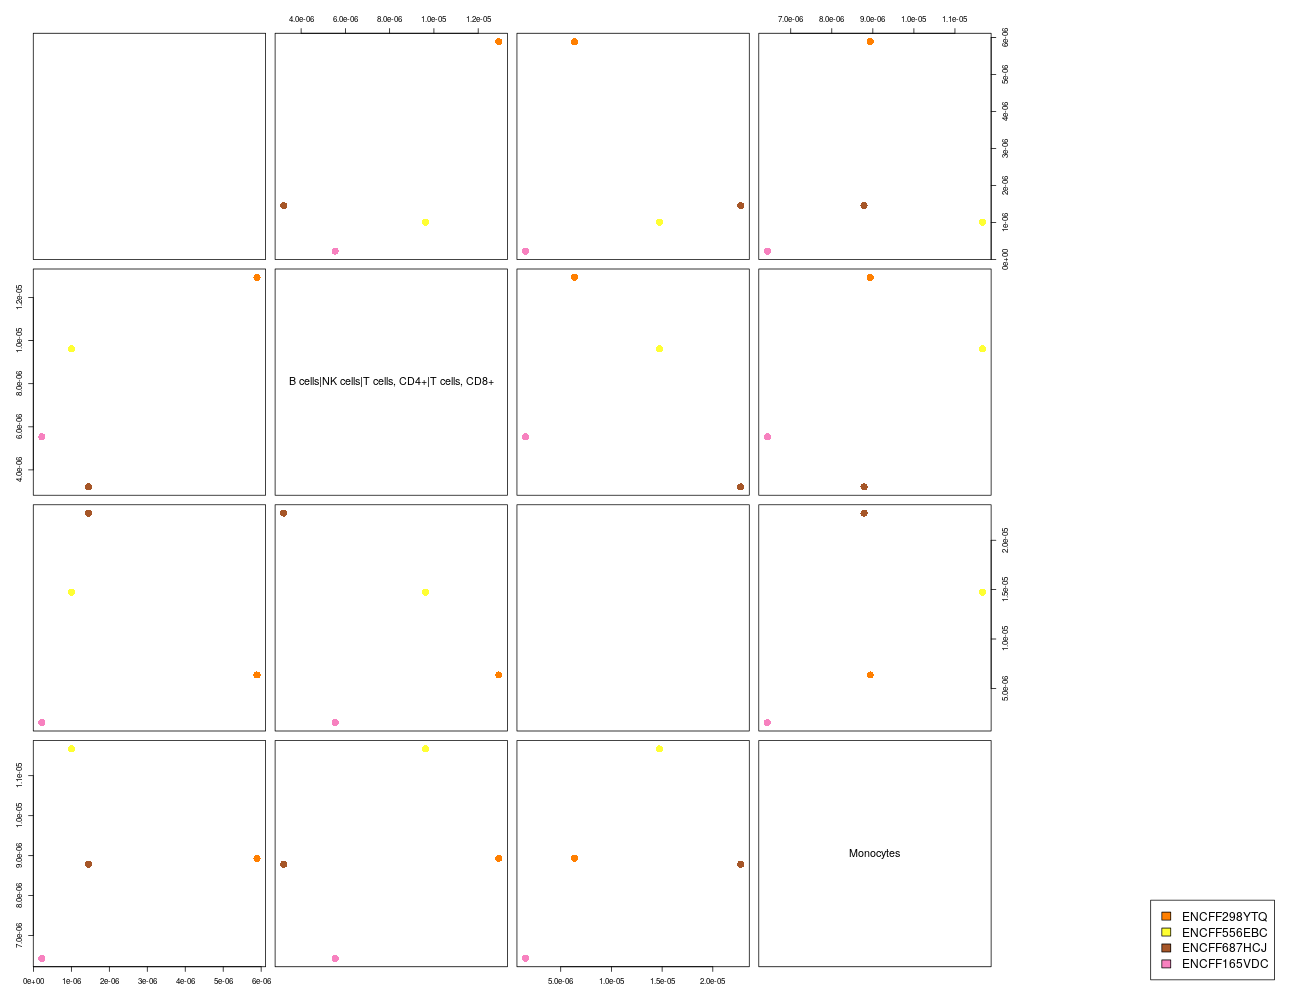 4.0e-06 6.0e-06 8.0e-06 1.0e-05 1.2e-05
7.0e-06 8.0e-06 9.0e-06 1.0e-05 1.1e-05
6e-06
5e-06
4e-06
3e-06
2e-06
1e-06
0e+00
1.2e-05
1.0e-05
8.0e-06
6.0e-06
4.0e-06
B cells|NK cells|T cells, CD4+|T cells, CD8+
2.0e-05
1.5e-05
1.0e-05
5.0e-06
1.1e-05
1.0e-05
9.0e-06
8.0e-06
7.0e-06
Monocytes
0e+00 1e-06 2e-06 3e-06 4e-06 5e-06 6e-06
5.0e-06 1.0e-05 1.5e-05 2.0e-05
ENCFF298YTQ
ENCFF556EBC
ENCFF687HCJ
ENCFF165VDC